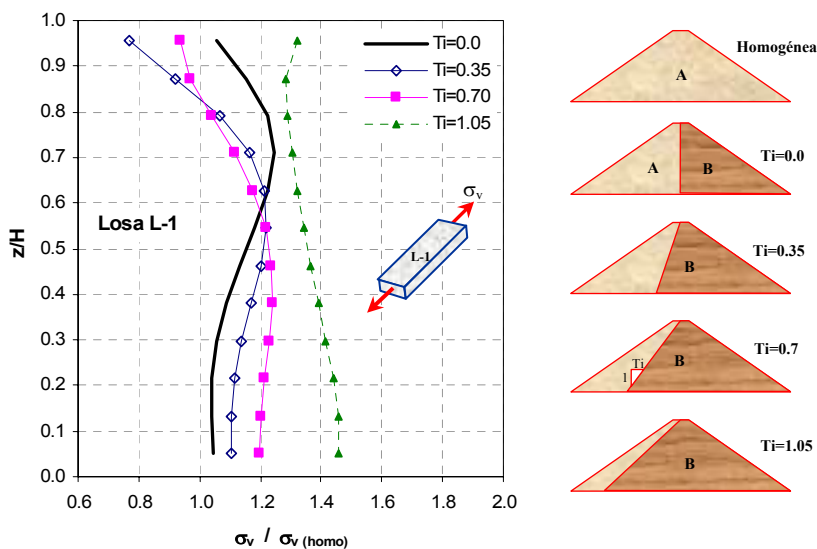 z/H
1.0
0.9
0.8
0.7
0.6
0.5
0.4
0.3
0.2
0.1
0.0
0.6
0.8
1.0
1.2
1.4
1.6
1.8
2.0
σv / σv (homo)
Ti=0.0
Ti=0.35
Ti=0.70
Ti=1.05
Losa L-1
σv
L-1
Homogénea
A
Ti=0.0
A B
Ti=0.35
B
Ti=0.7
B
Ti
1
Ti=1.05
B